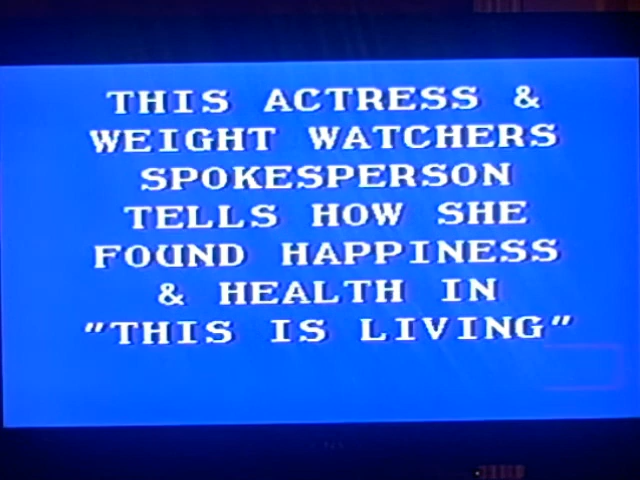 THIS ACTRESS &
WEIGHT WATCHERS
SPOKESPERSON
TELLS HOW SHE
FOUND HAPPINESS
& HEALTH IN
"THIS IS LIVING"